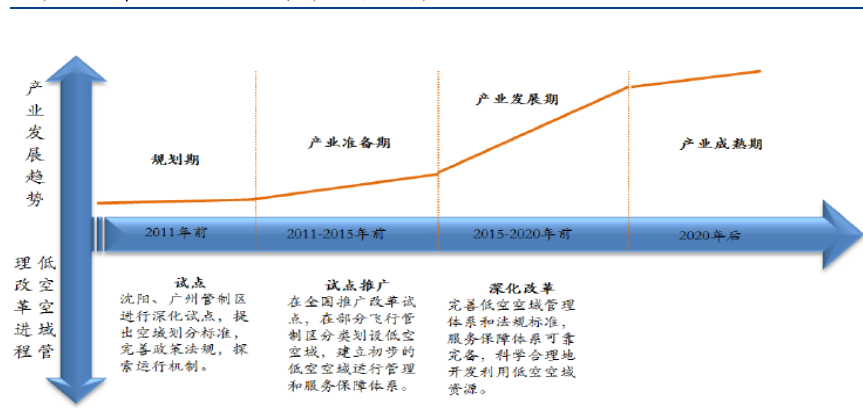 产业发展趋势
规划期
产业准备期
产业发展期
产业成熟期
2011年前
2011-2015年前
2015-2020年前
2020年后
低空空域管
理改革进程
试点
沈阳、广州管制区
进行深化试点，提
出空域划分标准，
完善政策法规，探
索运行机制。
试点推广
在全国推广改革试
点，在部分飞行管
制区分类划设低空
空域，建立初步的
低空空域运行管理
和服务保障体系。
深化改革
完善低空空域管理
体系和法规标准，
服务保障体系可靠
完备，科学合理地
开发利用低空空域
资源。